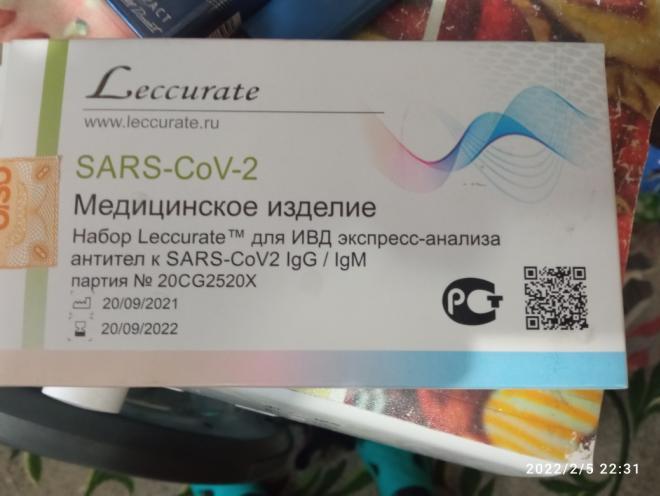 ACT
Leccurate
www.leccurate.ru
SARS-CoV-2
Медицинское изделие
Набор Leccurate™ для ИВД экспресс-анализа
антител к SARS-CoV2 IgG / IgM
партия № 20CG2520X
20/09/2021
20/09/2022
РСТ
2022/2/5 22:31